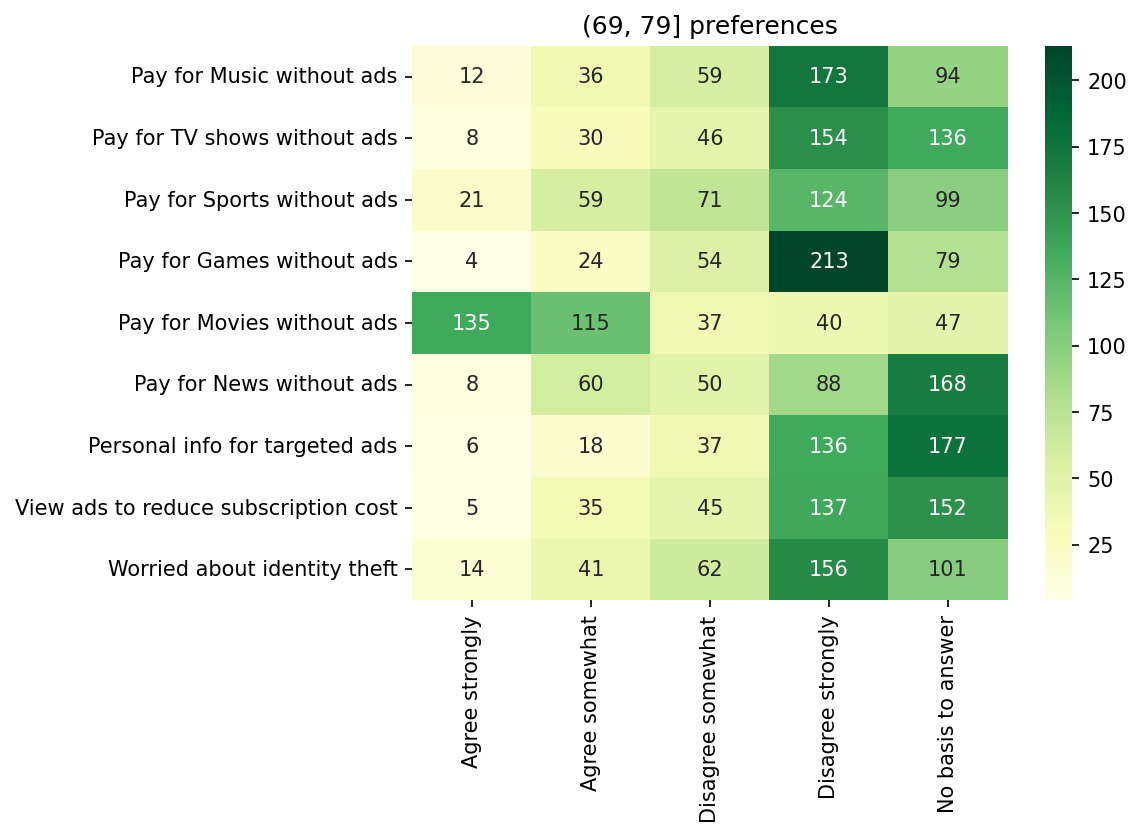 (69, 79] preferences
Pay for Music without ads 12 36 59 173 94
Pay for TV shows without ads 8 30 46 154 136
Pay for Sports without ads 21 59 71 124 99
Pay for Games without ads 4 24 54 213 79
Pay for Movies without ads 135 115 37 40 47
Pay for News without ads 8 60 50 88 168
Personal info for targeted ads 6 18 37 136 177
View ads to reduce subscription cost 5 35 45 137 152
Worried about identity theft 14 41 62 156 101
Agree strongly
Agree somewhat
Disagree somewhat
Disagree strongly
No basis to answer
200
175
150
125
100
75
50
25